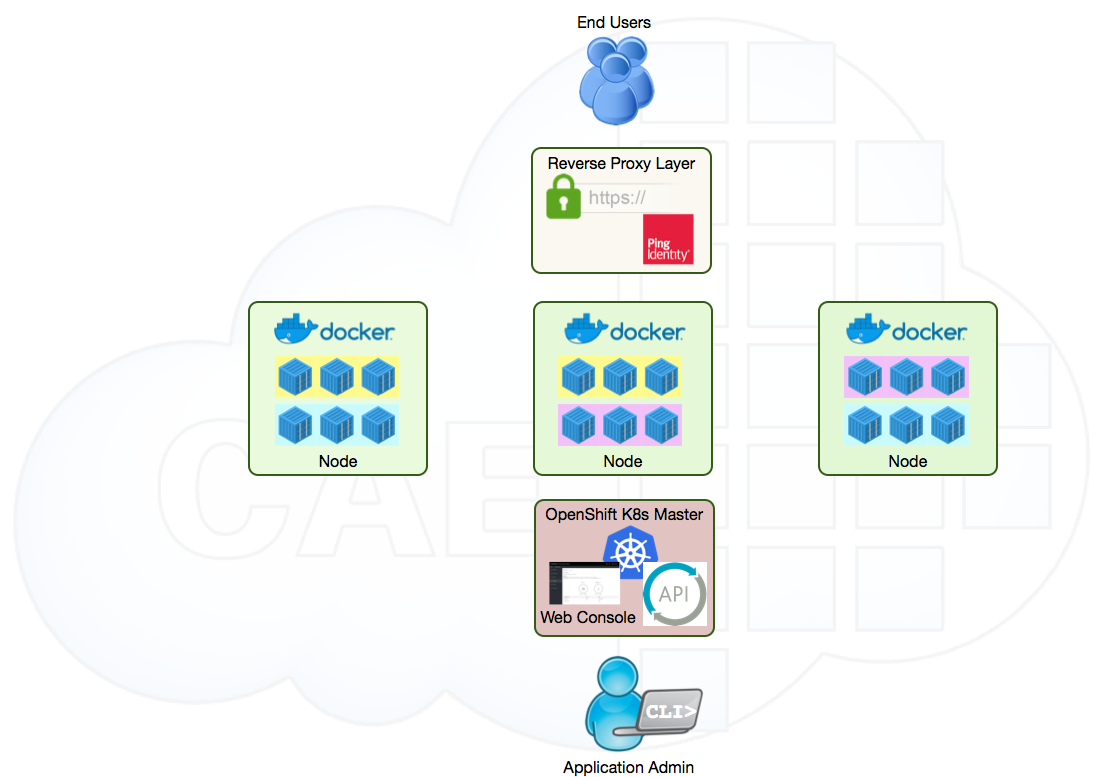 End Users
Reverse Proxy Layer
https://
Ping
Identity
docker
docker
docker
Node
Node
Node
CAE
OpenShift K8s Master
API
Web Console
CLI>
Application Admin